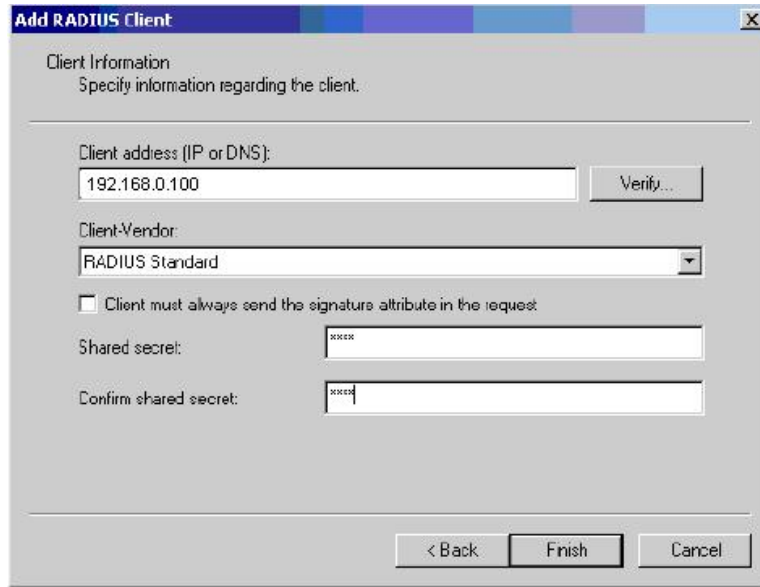 Add RADIUS Client
Client Information
Specify information regarding the client.
Client address (IP or DNS):
192.168.0.100
Verify...
Client-Vendor:
RADIUS Standard
Client must always send the signature attribute in the request
Shared secret:
****
Confirm shared secret:
****
< Back
Finish
Cancel